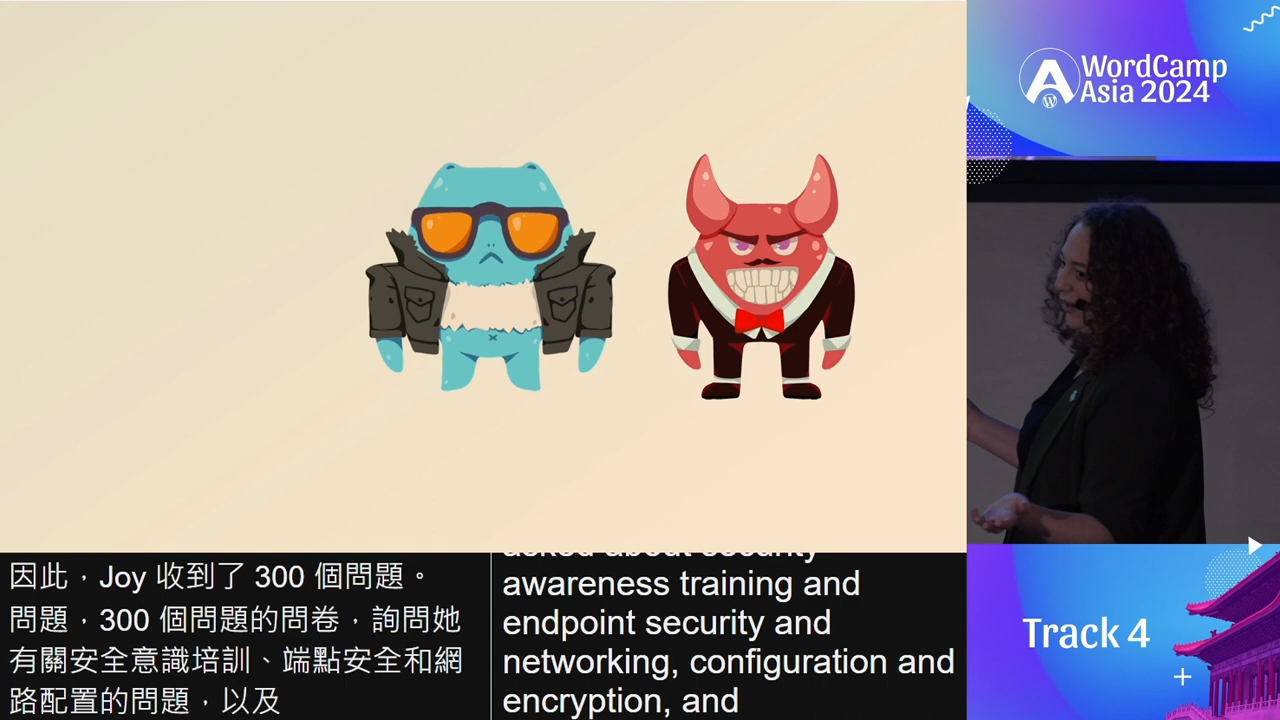 WordCamp
Asia 2024
因此，Joy 收到了 300 個問題。
問題，300 個問題的問卷，詢問她
有關安全意識培訓、端點安全和網
路配置的問題，以及
asked about security
awareness training and
endpoint security and
networking, configuration and
encryption, and
Track 4